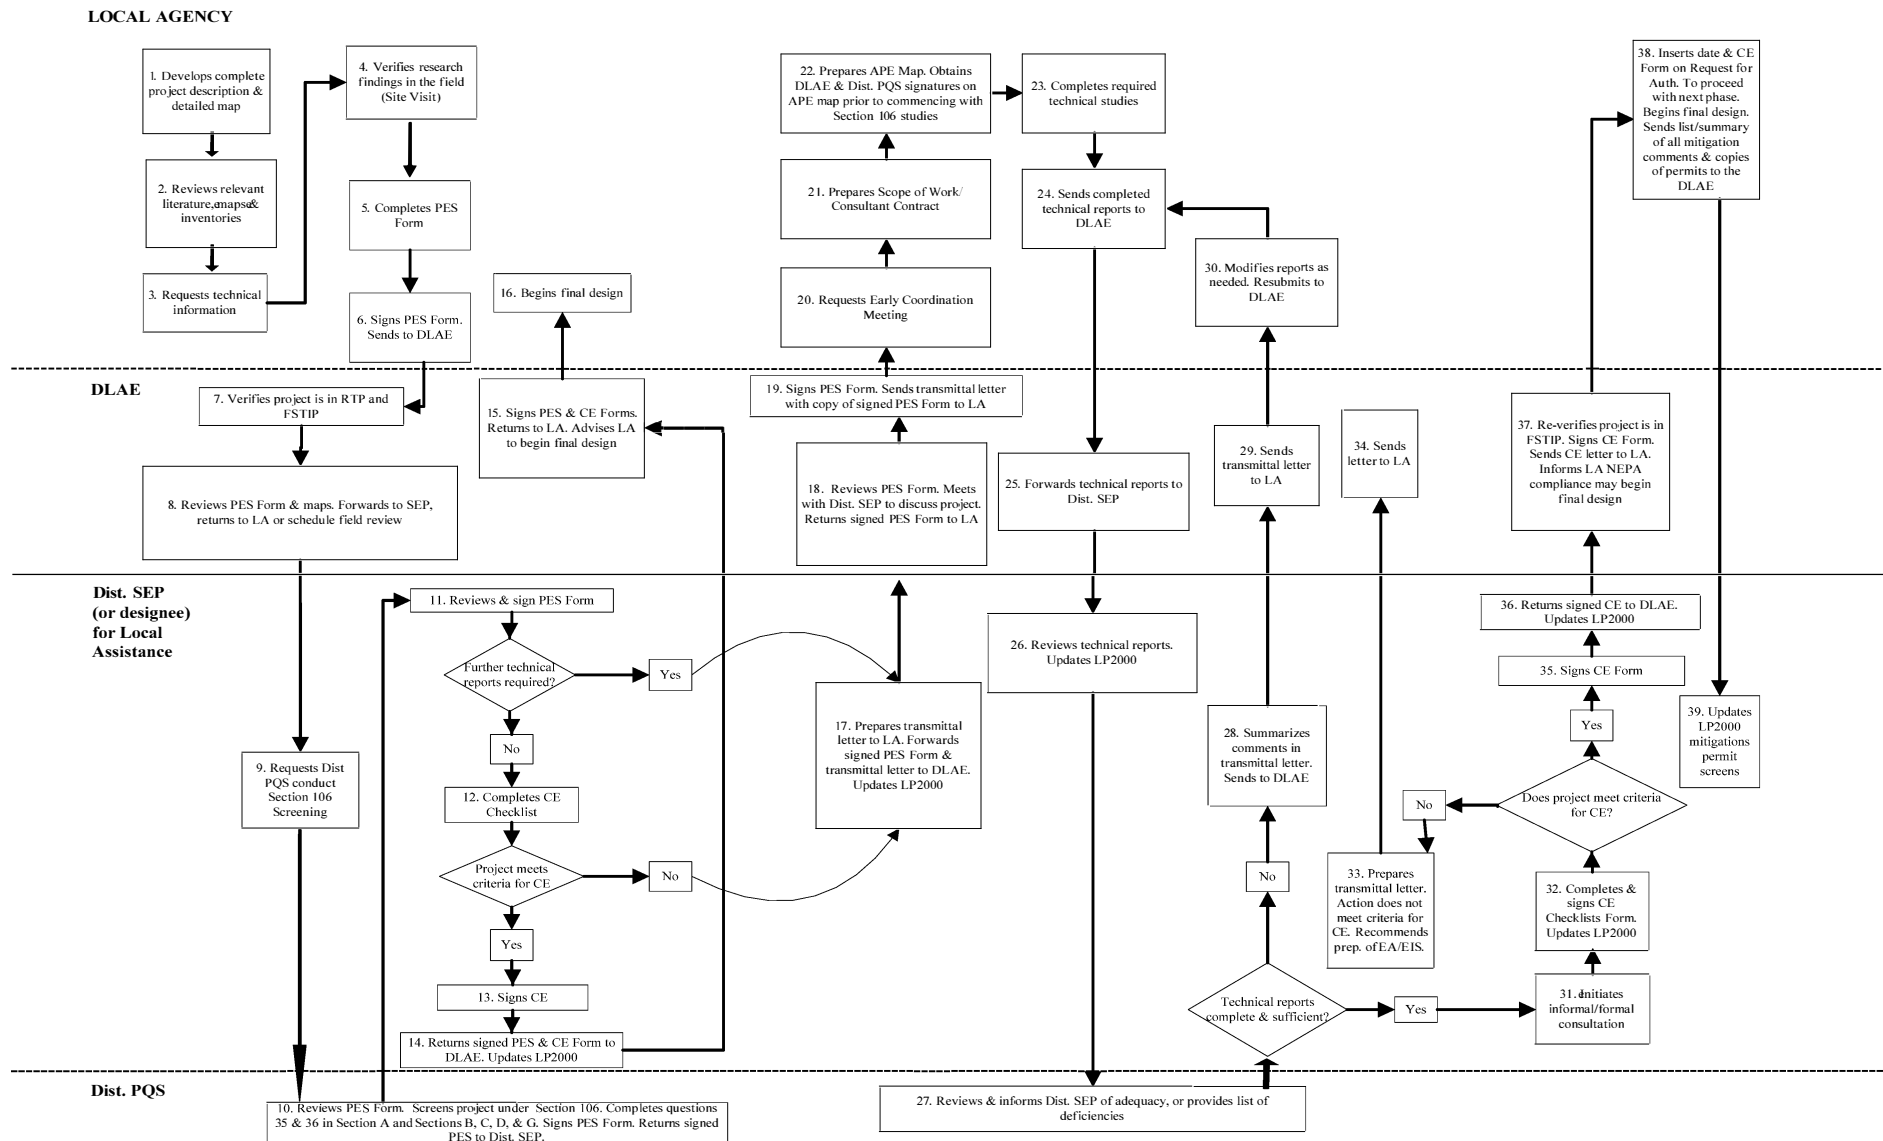 LOCAL AGENCY
1. Develops complete
project description &
detailed map
2. Reviews relevant
literature, maps &
inventories
3. Requests technical
information
4. Verifies research
findings in the field
(Site Visit)
5. Completes PES
Form
6. Signs PES Form.
Sends to DLAE
16. Begins final design
22. Prepares APE Map. Obtains
DLAE & Dist. PQS signatures on
APE map prior to commencing with
Section 106 studies
21. Prepares Scope of Work/
Consultant Contract
20. Requests Early Coordination
Meeting
23. Completes required
technical studies
24. Sends completed
technical reports to
DLAE
30. Modifies reports as
needed. Resubmits to
DLAE
38. Inserts date & CE
Form on Request for
Auth. To proceed
with next phase.
Begins final design.
Sends list/summary
of all mitigation
comments & copies
of permits to the
DLAE
DLAE
7. Verifies project is in RTP and
FSTIP
8. Reviews PES Form & maps. Forwards to SEP,
returns to LA or schedule field review
15. Signs PES & CE Forms.
Returns to LA. Advises LA
to begin final design
19. Signs PES Form. Sends transmittal letter
with copy of signed PES Form to LA
18. Reviews PES Form. Meets
with Dist. SEP to discuss project.
Returns signed PES Form to LA
25. Forwards technical reports to
Dist. SEP
29. Sends
transmittal letter
to LA
34. Sends
letter to LA
37. Re-verifies project is in
FSTIP. Signs CE Form.
Sends CE letter to LA.
Informs LA NEPA
compliance may begin
final design
Dist. SEP
(or designee)
for Local
Assistance
9. Requests Dist
PQS conduct
Section 106
Screening
11. Reviews & sign PES Form
Further technical
reports required?
Yes
No
12. Completes CE
Checklist
Project meets
criteria for CE
No
Yes
13. Signs CE
14. Returns signed PES & CE Form to
DLAE. Updates LP2000
17. Prepares transmittal
letter to LA. Forwards
signed PES Form &
transmittal letter to DLAE.
Updates LP2000
26. Reviews technical reports.
Updates LP2000
28. Summarizes
comments in
transmittal letter.
Sends to DLAE
No
Technical reports
complete & sufficient?
Yes
31. Initiates
informal/formal
consultation
32. Completes &
signs CE
Checklists Form.
Updates LP2000
33. Prepares
transmittal letter.
Action does not
meet criteria for
CE. Recommends
prep. of EA/EIS.
No
Does project meet criteria
for CE?
Yes
35. Signs CE Form
36. Returns signed CE to DLAE.
Updates LP2000
39. Updates
LP2000
mitigations
permit
screens
Dist. PQS
10. Reviews PES Form. Screens project under Section 106. Completes questions
35 & 36 in Section A and Sections B, C, D, & G. Signs PES Form. Returns signed
PES to Dist. SEP.
27. Reviews & informs Dist. SEP of adequacy, or provides list of
deficiencies